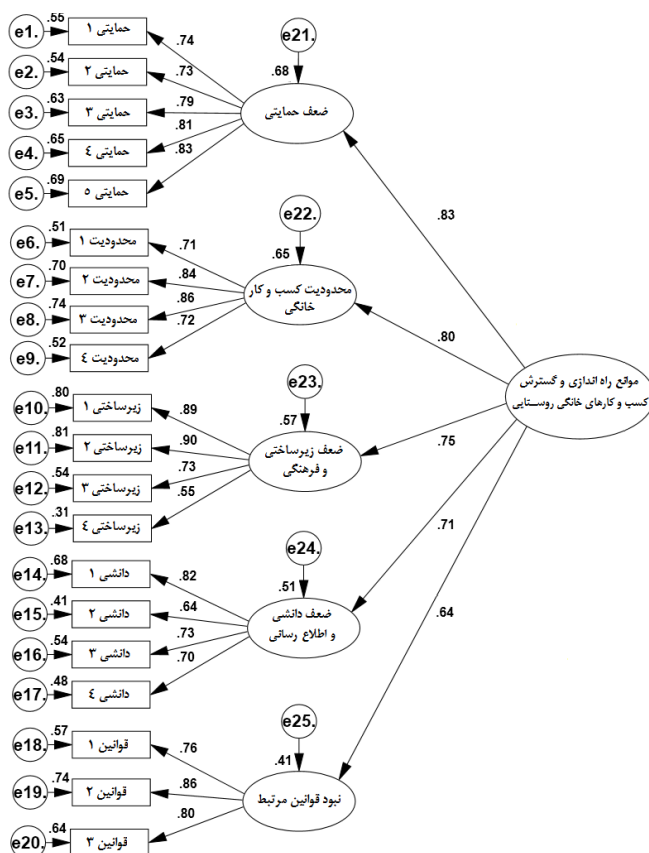 e1.
.55
حمایتی ۱
.74
e2.
.54
حمایتی ۲
.73
e3.
.63
حمایتی ۳
.79
e4.
.65
حمایتی ٤
.81
e5.
.69
حمایتی ٥
.83
e21.
.68
ضعف حمایتی
.83
e6.
.51
محدودیت ۱
.71
e7.
.70
محدودیت ۲
.84
e8.
.74
محدودیت ۳
.86
e9.
.52
محدودیت ٤
.72
e22.
.65
محدودیت کسب و کار
خانگی
.80
موانع راه اندازی و گسترش
کسب و کارهای خانگی روستایی
e10.
.80
زیرساختی ۱
.89
e11.
.81
زیرساختی ۲
.90
e12.
.54
زیرساختی ۳
.73
e13.
.31
زیرساختی ٤
.55
e23.
.57
ضعف زیرساختی
و فرهنگی
.75
e14.
.68
دانشی ۱
.82
e15.
.41
دانشی ۲
.64
e16.
.54
دانشی ۳
.73
e17.
.48
دانشی ٤
.70
e24.
.51
ضعف دانشی
و اطلاع رسانی
.71
e18.
.57
قوانین ۱
.76
e19.
.74
قوانین ۲
.86
e20.
.64
قوانین ۳
.80
e25.
.41
نبود قوانین مرتبط
.64